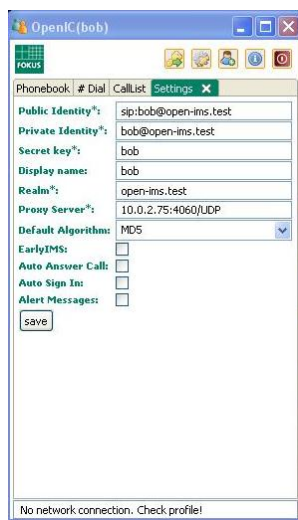 OpenIC(bob)
FOKUS
Phonebook # Dial CallList Settings X
Public Identity*: sip:bob@open-ims.test
Private Identity*: bob@open-ims.test
Secret key*: bob
Display name: bob
Realm*: open-ims.test
Proxy Server*: 10.0.2.75:4060/UDP
Default Algorithm: MD5
EarlyIMS:
Auto Answer Call:
Auto Sign In:
Alert Messages:
save
No network connection. Check profile!